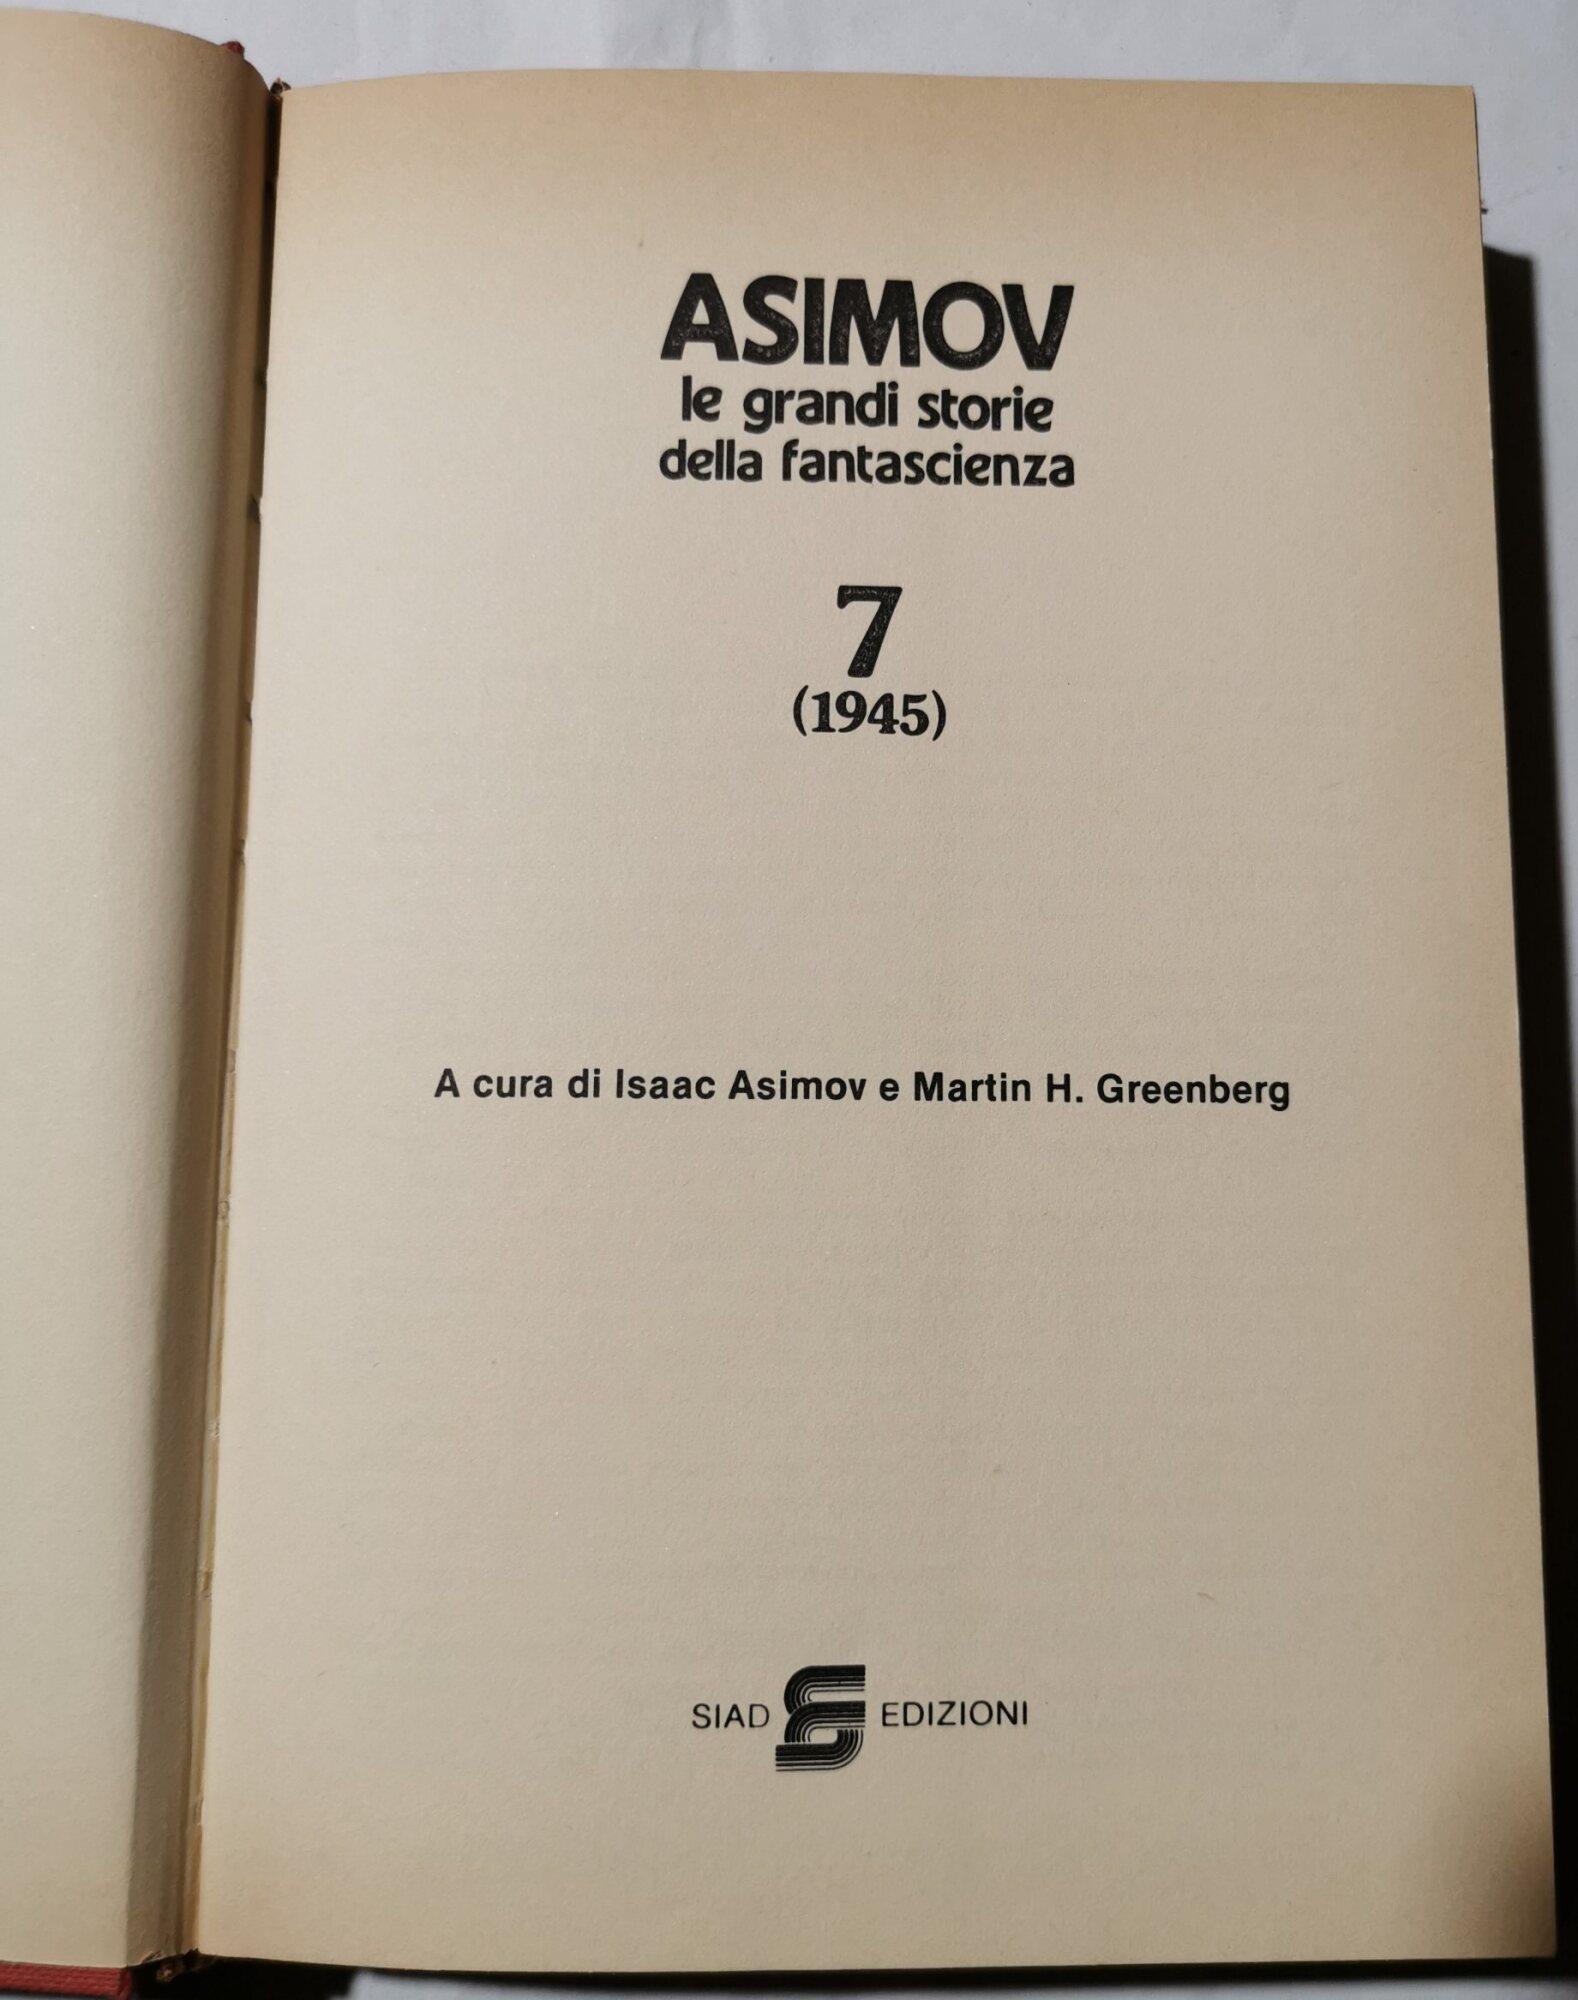 ASIMOV
le grandi storie
della fantascienza
7
(1945)
A cura di Isaac Asimov e Martin H. Greenberg
SIAD EDIZIONI